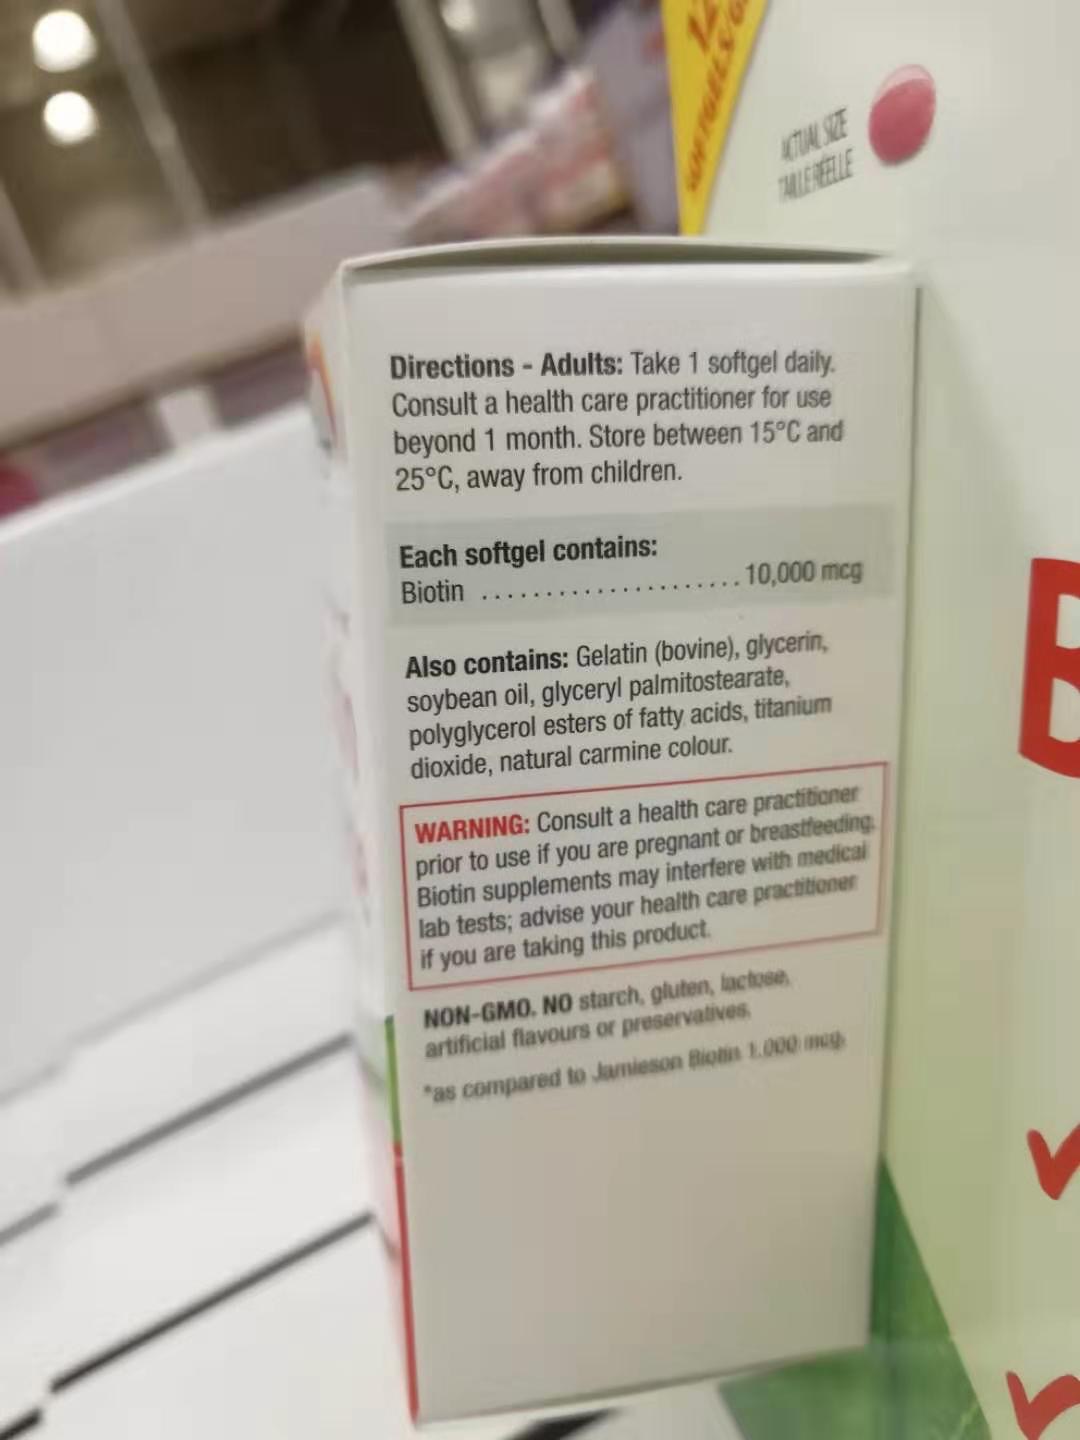 12
SOFTGELS/G
ACTUAL SIZE
TAILLE RÉELLE
Directions - Adults: Take 1 softgel daily.
Consult a health care practitioner for use
beyond 1 month. Store between 15°C and
25°C, away from children.
Each softgel contains:
Biotin ...................... 10,000 mcg
Also contains: Gelatin (bovine), glycerin,
soybean oil, glyceryl palmitostearate,
polyglycerol esters of fatty acids, titanium
dioxide, natural carmine colour.
WARNING: Consult a health care practitioner
prior to use if you are pregnant or breastfeeding.
Biotin supplements may interfere with medical
lab tests; advise your health care practitioner
if you are taking this product.
NON-GMO. NO starch, gluten, lactose,
artificial flavours or preservatives.
*as compared to Jamieson Biotin 1,000 mcg.
B